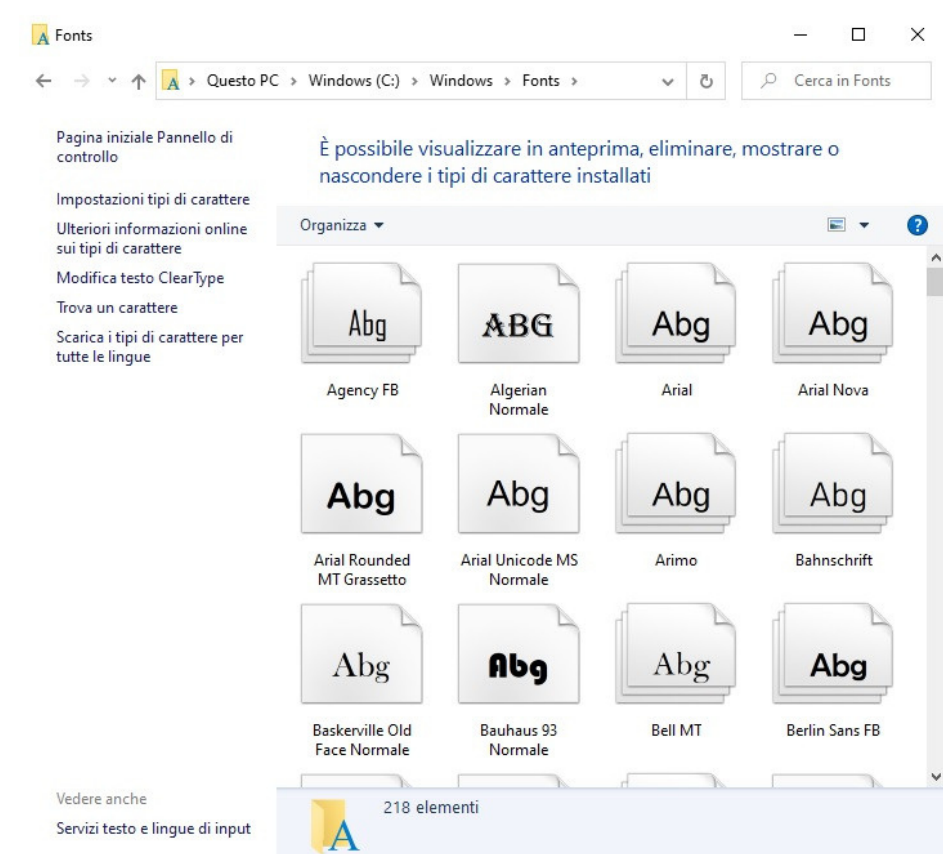 Fonts
Questo PC > Windows (C:) > Windows > Fonts >
Cerca in Fonts
Pagina iniziale Pannello di
controllo
Impostazioni tipi di carattere
Ulteriori informazioni online
sui tipi di carattere
Modifica testo ClearType
Trova un carattere
Scarica i tipi di carattere per
tutte le lingue
È possibile visualizzare in anteprima, eliminare, mostrare o
nascondere i tipi di carattere installati
Organizza
?
Abg ABG Abg Abg
Agency FB
Algerian
Normale
Arial
Arial Nova
Abg Abg Abg Abg
Arial Rounded
MT Grassetto
Arial Unicode MS
Normale
Arimo
Bahnschrift
Abg Abg Abg Abg
Baskerville Old
Face Normale
Bauhaus 93
Normale
Bell MT
Berlin Sans FB
Vedere anche
Servizi testo e lingue di input
A
218 elementi